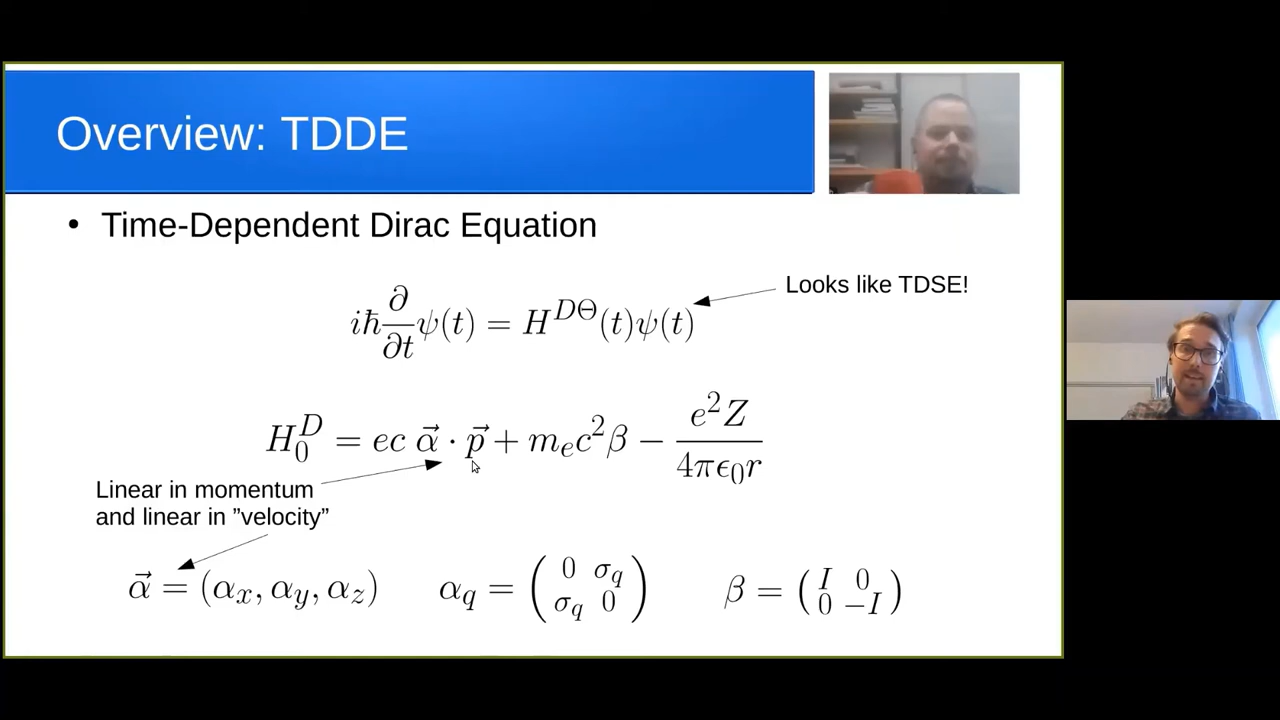 Overview: TDDE
• Time-Dependent Dirac Equation
Looks like TDSE!
iħ ∂/∂t ψ(t) = H^{DΘ}(t)ψ(t)
H_0^D = ec α⃗ · p⃗ + m_e c^2 β − e^2 Z / 4πϵ_0 r
Linear in momentum
and linear in ”velocity”
α⃗ = (α_x, α_y, α_z) α_q = (0 σ_q; σ_q 0) β = (I 0; 0 −I)